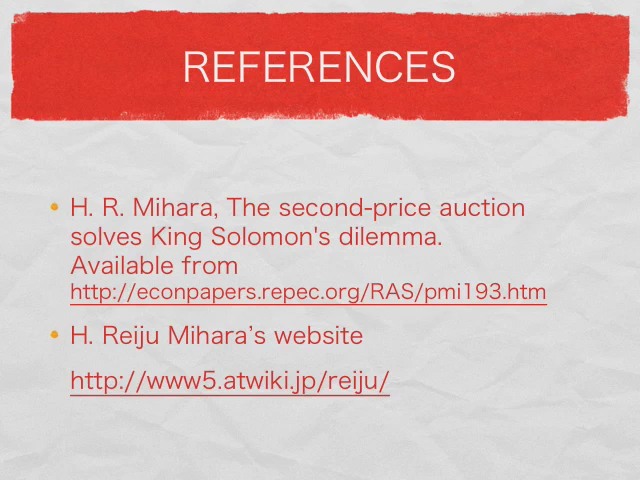 REFERENCES
H. R. Mihara, The second-price auction
solves King Solomon's dilemma.
Available from
http://econpapers.repec.org/RAS/pmi193.htm
H. Reiju Mihara’s website
http://www5.atwiki.jp/reiju/